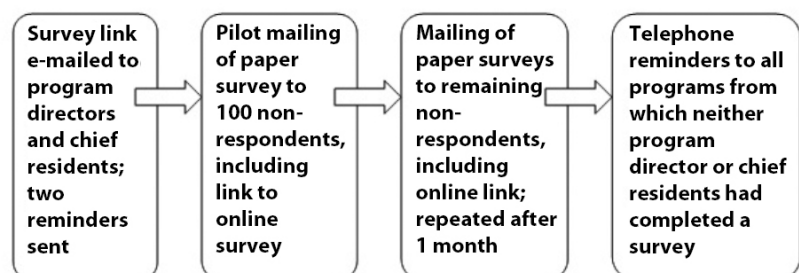 Survey link
e-mailed to
program
directors
and chief
residents;
two
reminders
sent
Pilot mailing
of paper
survey to
100 non-
respondents,
including
link to
online
survey
Mailing of
paper surveys
to remaining
non-
respondents,
including
online link;
repeated after
1 month
Telephone
reminders to all
programs from
which neither
program
director or chief
residents had
completed a
survey